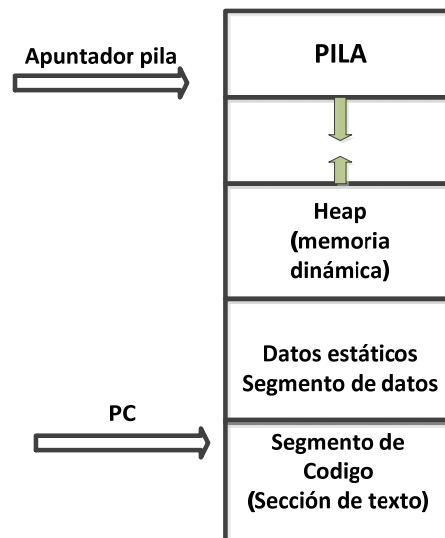 Apuntador pila
PILA
Heap
(memoria
dinámica)
Datos estáticos
Segmento de datos
PC
Segmento de
Codigo
(Sección de texto)